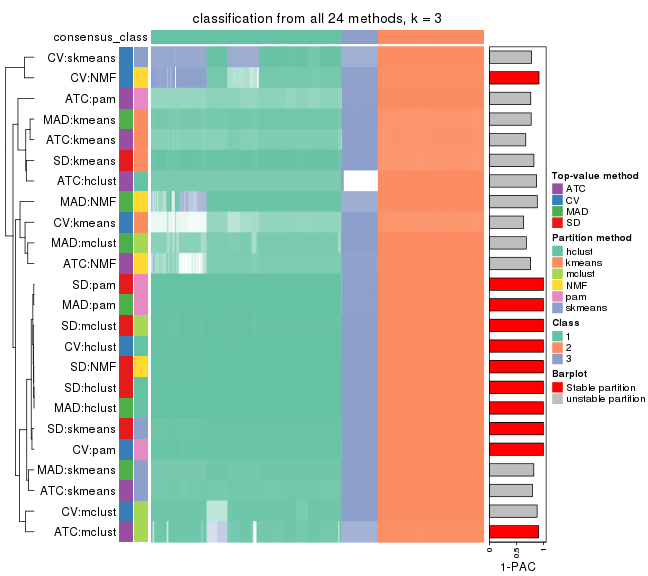 classification from all 24 methods, k = 3
consensus_class
CV:skmeans
CV:NMF
ATC:pam
MAD:kmeans
ATC:kmeans
SD:kmeans
ATC:hclust
MAD:NMF
CV:kmeans
MAD:mclust
ATC:NMF
SD:pam
MAD:pam
SD:mclust
CV:hclust
SD:NMF
SD:hclust
MAD:hclust
SD:skmeans
CV:pam
MAD:skmeans
ATC:skmeans
CV:mclust
ATC:mclust
0
0.5
1
1-PAC
Top-value method
ATC
CV
MAD
SD
Partition method
hclust
kmeans
mclust
NMF
pam
skmeans
Class
1
2
3
Barplot
Stable partition
unstable partition